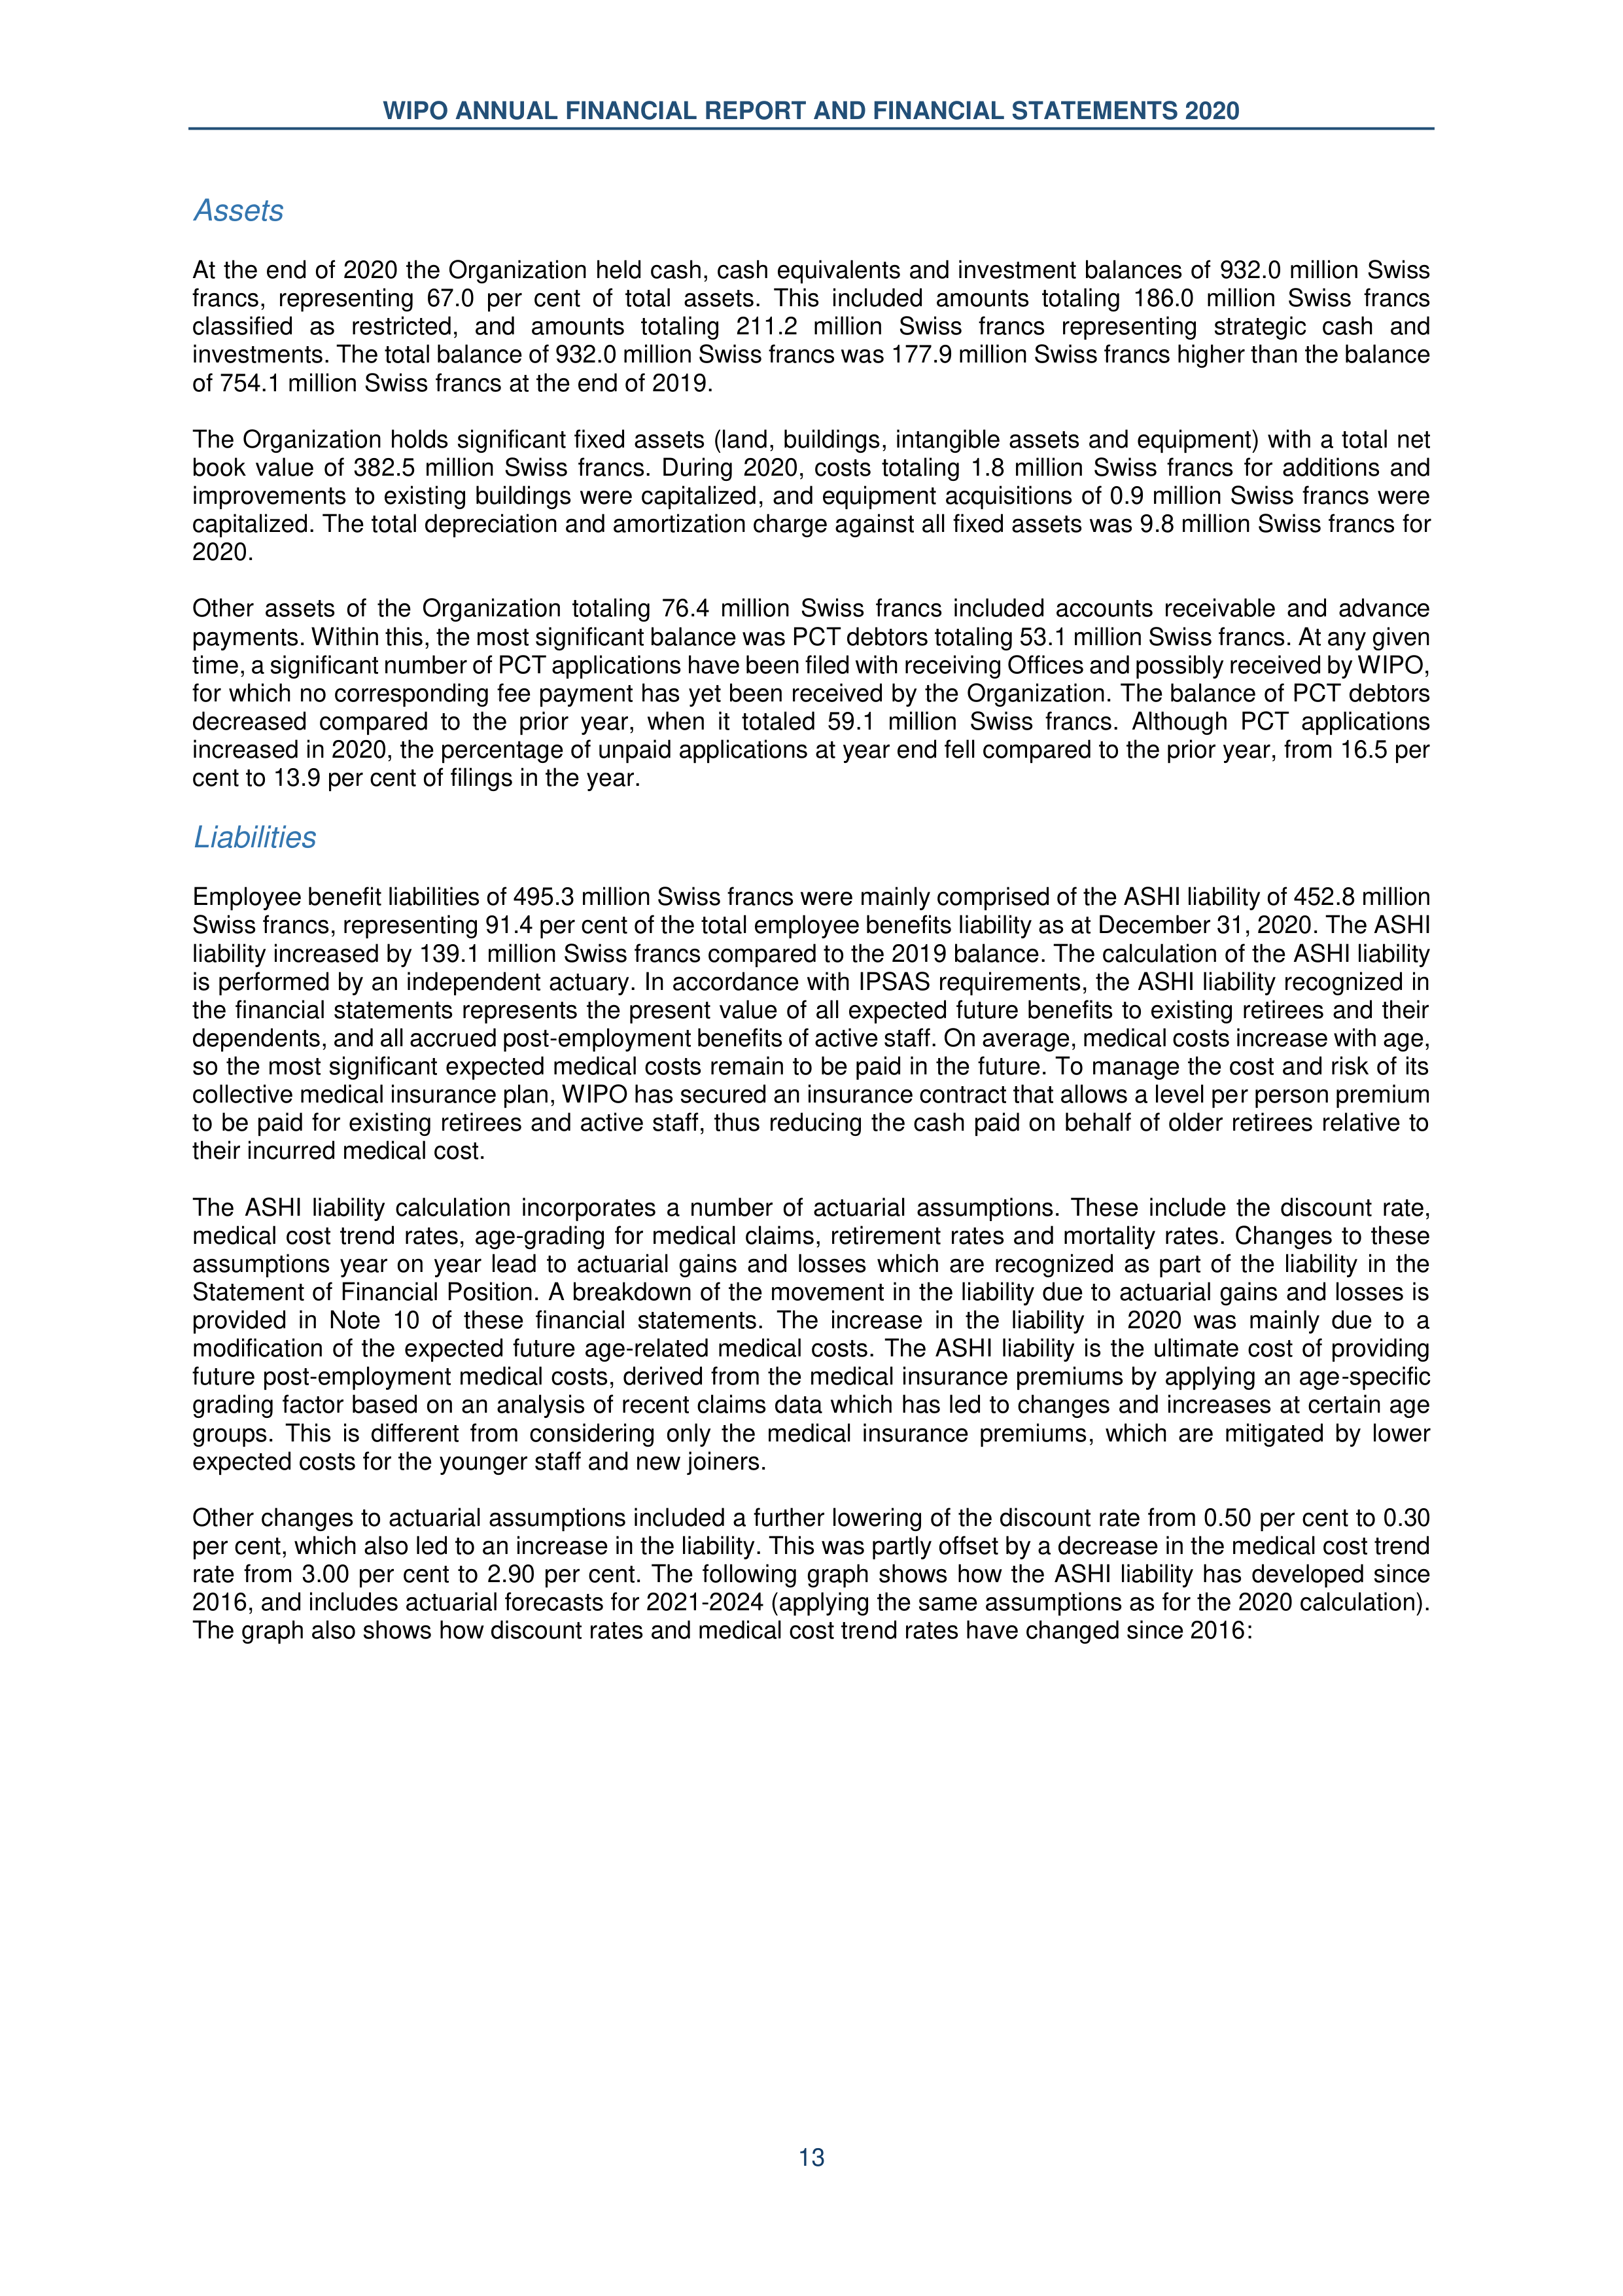 WIPO ANNUAL FINANCIAL REPORT AND FINANCIAL STATEMENTS 2020
Assets
At the end of 2020 the Organization held cash, cash equivalents and investment balances of 932.0 million Swiss
francs, representing 67.0 per cent of total assets. This included amounts totaling 186.0 million Swiss francs
classified as restricted, and amounts totaling 211.2 million Swiss francs representing strategic cash and
investments. The total balance of 932.0 million Swiss francs was 177.9 million Swiss francs higher than the balance
of 754.1 million Swiss francs at the end of 2019.
The Organization holds significant fixed assets (land, buildings, intangible assets and equipment) with a total net
book value of 382.5 million Swiss francs. During 2020, costs totaling 1.8 million Swiss francs for additions and
improvements to existing buildings were capitalized, and equipment acquisitions of 0.9 million Swiss francs were
capitalized. The total depreciation and amortization charge against all fixed assets was 9.8 million Swiss francs for
2020.
Other assets of the Organization totaling 76.4 million Swiss francs included accounts receivable and advance
payments. Within this, the most significant balance was PCT debtors totaling 53.1 million Swiss francs. At any given
time, a significant number of PCT applications have been filed with receiving Offices and possibly received by WIPO,
for which no corresponding fee payment has yet been received by the Organization. The balance of PCT debtors
decreased compared to the prior year, when it totaled 59.1 million Swiss francs. Although PCT applications
increased in 2020, the percentage of unpaid applications at year end fell compared to the prior year, from 16.5 per
cent to 13.9 per cent of filings in the year.
Liabilities
Employee benefit liabilities of 495.3 million Swiss francs were mainly comprised of the ASHI liability of 452.8 million
Swiss francs, representing 91.4 per cent of the total employee benefits liability as at December 31, 2020. The ASHI
liability increased by 139.1 million Swiss francs compared to the 2019 balance. The calculation of the ASHI liability
is performed by an independent actuary. In accordance with IPSAS requirements, the ASHI liability recognized in
the financial statements represents the present value of all expected future benefits to existing retirees and their
dependents, and all accrued post-employment benefits of active staff. On average, medical costs increase with age,
so the most significant expected medical costs remain to be paid in the future. To manage the cost and risk of its
collective medical insurance plan, WIPO has secured an insurance contract that allows a level per person premium
to be paid for existing retirees and active staff, thus reducing the cash paid on behalf of older retirees relative to
their incurred medical cost.
The ASHI liability calculation incorporates a number of actuarial assumptions. These include the discount rate,
medical cost trend rates, age-grading for medical claims, retirement rates and mortality rates. Changes to these
assumptions year on year lead to actuarial gains and losses which are recognized as part of the liability in the
Statement of Financial Position. A breakdown of the movement in the liability due to actuarial gains and losses is
provided in Note 10 of these financial statements. The increase in the liability in 2020 was mainly due to a
modification of the expected future age-related medical costs. The ASHI liability is the ultimate cost of providing
future post-employment medical costs, derived from the medical insurance premiums by applying an age-specific
grading factor based on an analysis of recent claims data which has led to changes and increases at certain age
groups. This is different from considering only the medical insurance premiums, which are mitigated by lower
expected costs for the younger staff and new joiners.
Other changes to actuarial assumptions included a further lowering of the discount rate from 0.50 per cent to 0.30
per cent, which also led to an increase in the liability. This was partly offset by a decrease in the medical cost trend
rate from 3.00 per cent to 2.90 per cent. The following graph shows how the ASHI liability has developed since
2016, and includes actuarial forecasts for 2021-2024 (applying the same assumptions as for the 2020 calculation).
The graph also shows how discount rates and medical cost trend rates have changed since 2016:
13